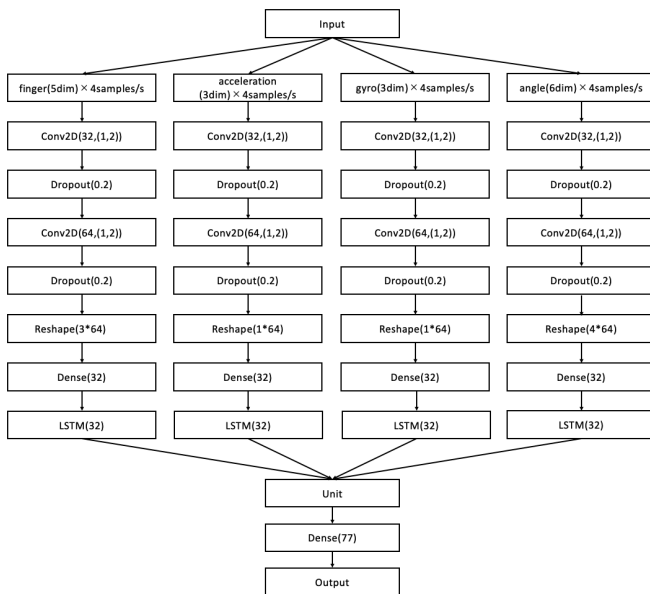 Input
finger(5dim)×4samples/s
acceleration
(3dim)×4samples/s
gyro(3dim)×4samples/s
angle(6dim)×4samples/s
Conv2D(32,(1,2))
Conv2D(32,(1,2))
Conv2D(32,(1,2))
Conv2D(32,(1,2))
Dropout(0.2)
Dropout(0.2)
Dropout(0.2)
Dropout(0.2)
Conv2D(64,(1,2))
Conv2D(64,(1,2))
Conv2D(64,(1,2))
Conv2D(64,(1,2))
Dropout(0.2)
Dropout(0.2)
Dropout(0.2)
Dropout(0.2)
Reshape(3*64)
Reshape(1*64)
Reshape(1*64)
Reshape(4*64)
Dense(32)
Dense(32)
Dense(32)
Dense(32)
LSTM(32)
LSTM(32)
LSTM(32)
LSTM(32)
Unit
Dense(77)
Output